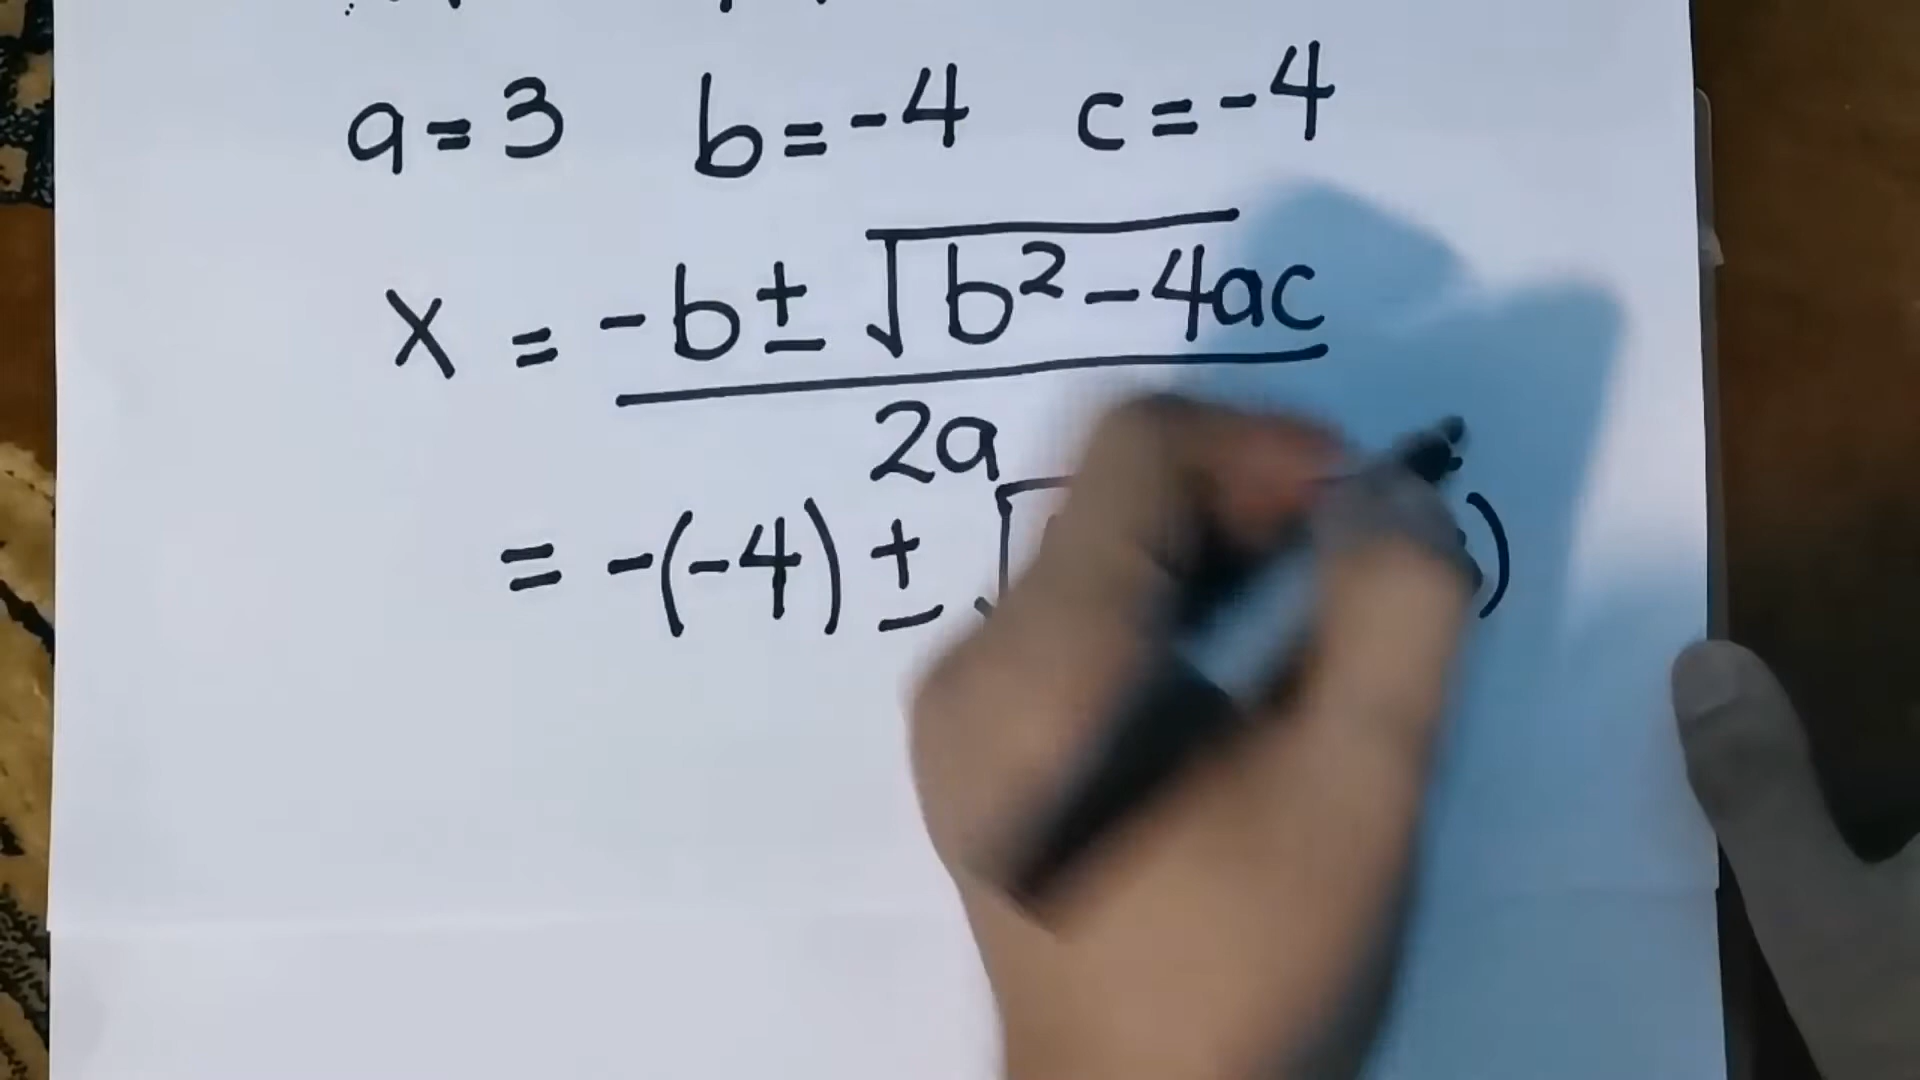 a = 3 b = -4 c = -4
x = -b ± √b² - 4ac
2a
= -(-4) ± √ )